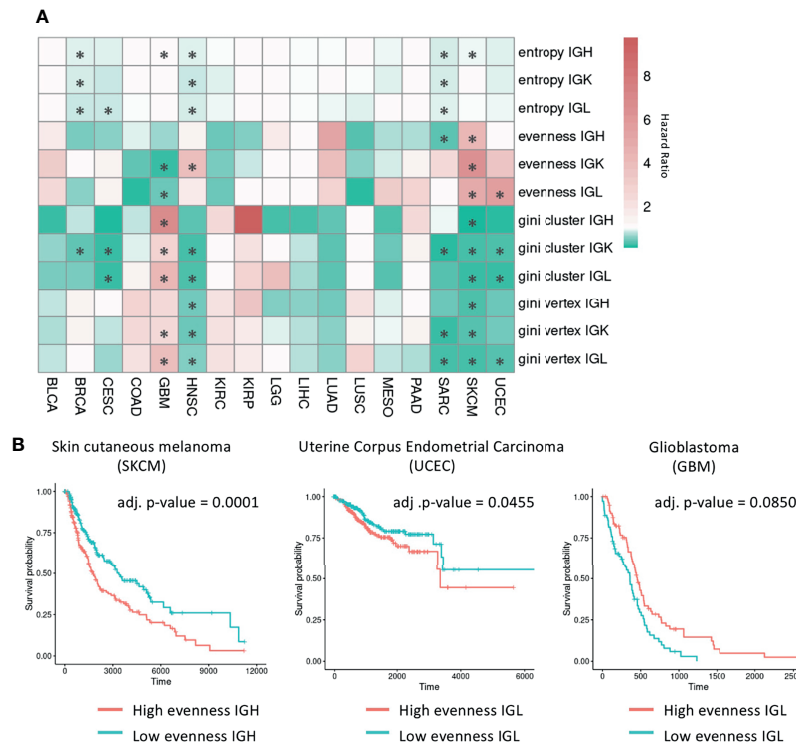 A
entropy IGH
entropy IGK
entropy IGL
evenness IGH
evenness IGK
evenness IGL
gini cluster IGH
gini cluster IGK
gini cluster IGL
gini vertex IGH
gini vertex IGK
gini vertex IGL
8
6
4
2
Hazard Ratio
BLCA
BRCA
CESC
COAD
GBM
HNSC
KIRC
KIRP
LGG
LIHC
LUAD
LUSC
MESO
PAAD
SARC
SKCM
UCEC
B
Skin cutaneous melanoma
(SKCM)
adj. p-value = 0.0001
Survival probability
1.00
0.75
0.50
0.25
0.00
0 3000 6000 9000 12000
Time
High evenness IGH
Low evenness IGH
Uterine Corpus Endometrial Carcinoma
(UCEC)
adj .p-value = 0.0455
Survival probability
1.00
0.75
0.50
0.25
0.00
0 2000 4000 6000
Time
High evenness IGL
Low evenness IGL
Glioblastoma
(GBM)
adj. p-value = 0.0850
Survival probability
1.00
0.75
0.50
0.25
0.00
0 500 1000 1500 2000
Time
High evenness IGL
Low evenness IGL